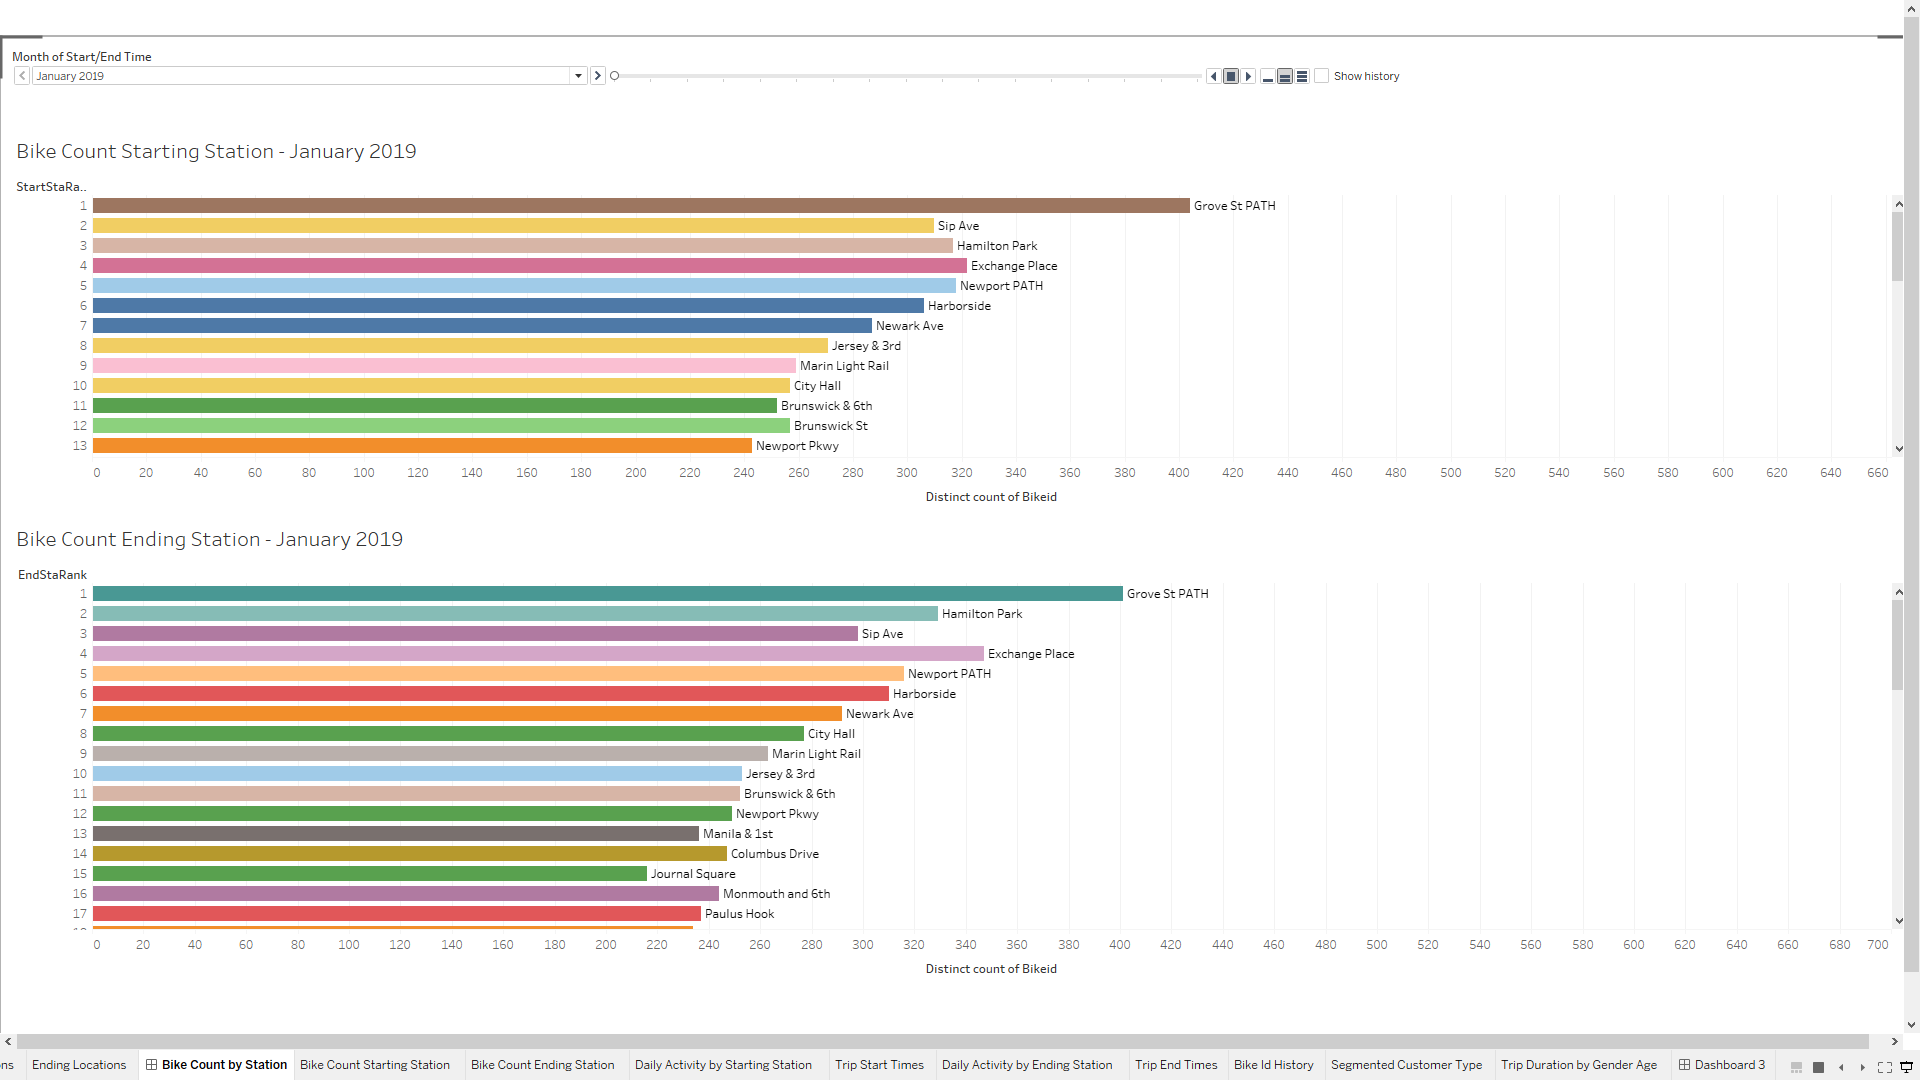 Month of Start/End Time
January 2019
Show history
Bike Count Starting Station - January 2019
StartStaRa..
1 Grove St PATH
2 Sip Ave
3 Hamilton Park
4 Exchange Place
5 Newport PATH
6 Harborside
7 Newark Ave
8 Jersey & 3rd
9 Marin Light Rail
10 City Hall
11 Brunswick & 6th
12 Brunswick St
13 Newport Pkwy
0 20 40 60 80 100 120 140 160 180 200 220 240 260 280 300 320 340 360 380 400 420 440 460 480 500 520 540 560 580 600 620 640 660
Distinct count of Bikeid
Bike Count Ending Station - January 2019
EndStaRank
1 Grove St PATH
2 Hamilton Park
3 Sip Ave
4 Exchange Place
5 Newport PATH
6 Harborside
7 Newark Ave
8 City Hall
9 Marin Light Rail
10 Jersey & 3rd
11 Brunswick & 6th
12 Newport Pkwy
13 Manila & 1st
14 Columbus Drive
15 Journal Square
16 Monmouth and 6th
17 Paulus Hook
0 20 40 60 80 100 120 140 160 180 200 220 240 260 280 300 320 340 360 380 400 420 440 460 480 500 520 540 560 580 600 620 640 660 680 700
Distinct count of Bikeid
ns Ending Locations Bike Count by Station Bike Count Starting Station Bike Count Ending Station Daily Activity by Starting Station Trip Start Times Daily Activity by Ending Station Trip End Times Bike Id History Segmented Customer Type Trip Duration by Gender Age Dashboard 3